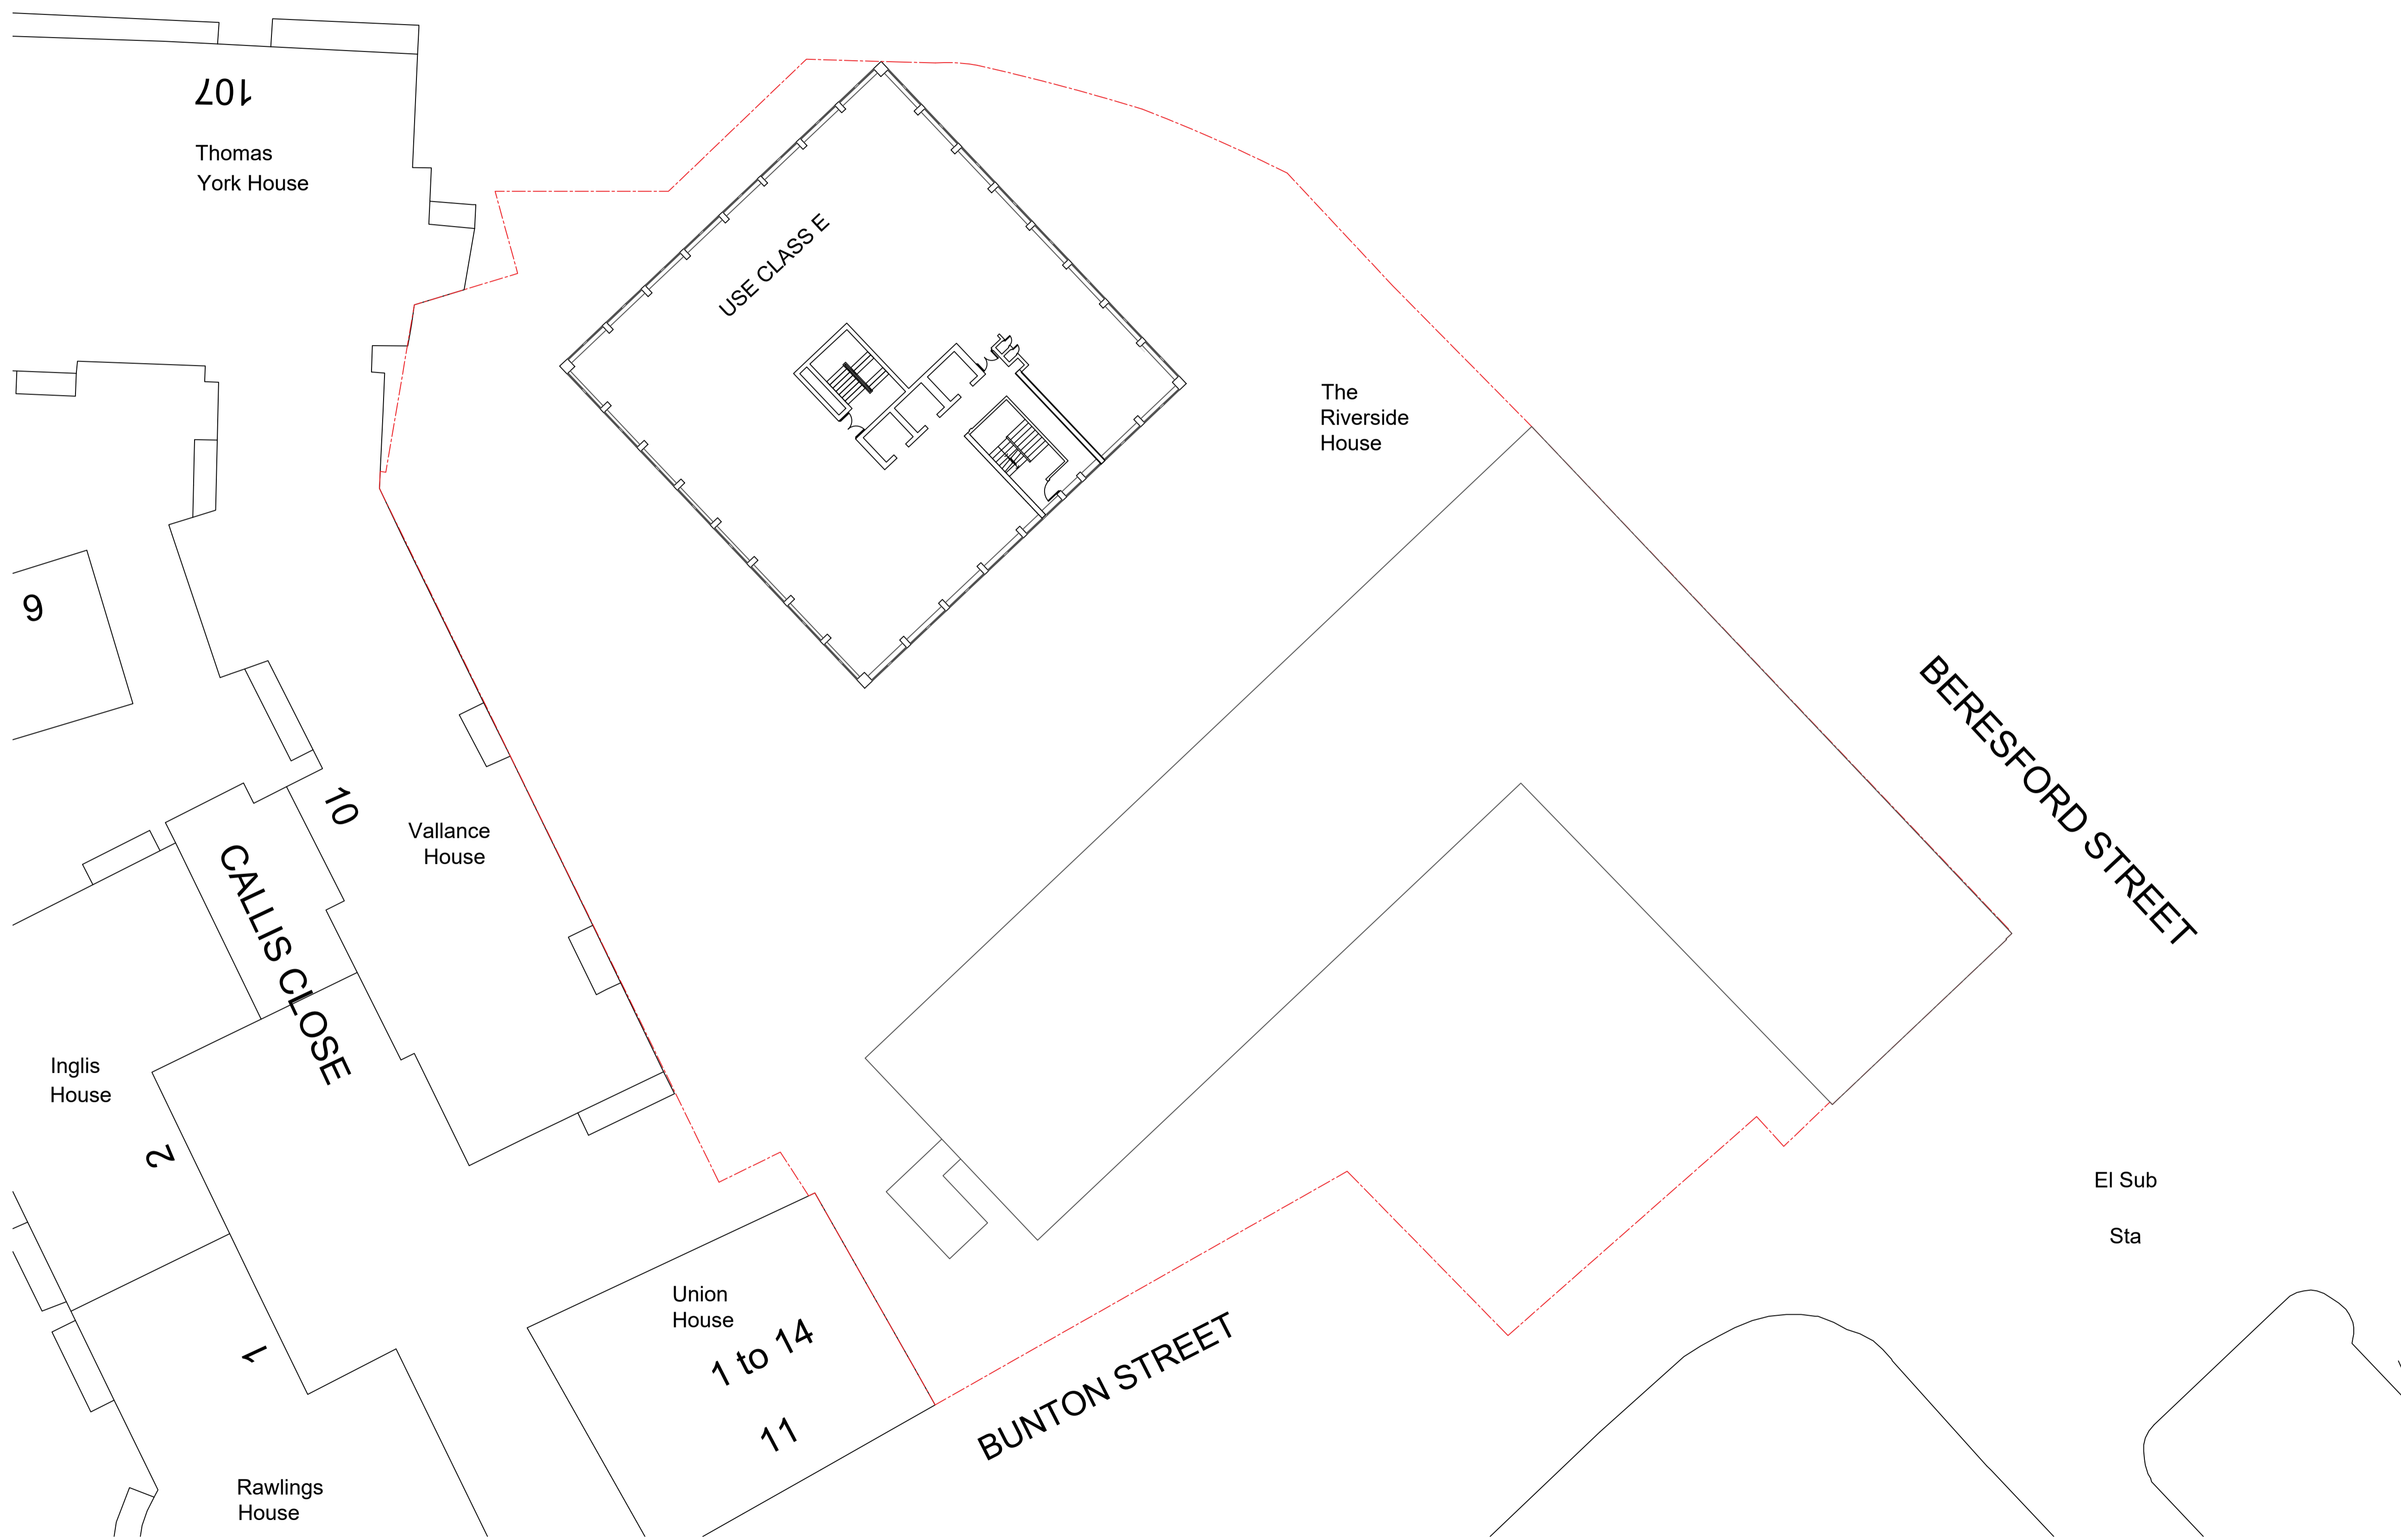 107
Thomas
York House
USE CLASS E
The
Riverside
House
9
BERESFORD STREET
10
Vallance
House
CALLIS CLOSE
Inglis
House
2
El Sub
Sta
Union
House
1 to 14
11
BUNTON STREET
1
Rawlings
House